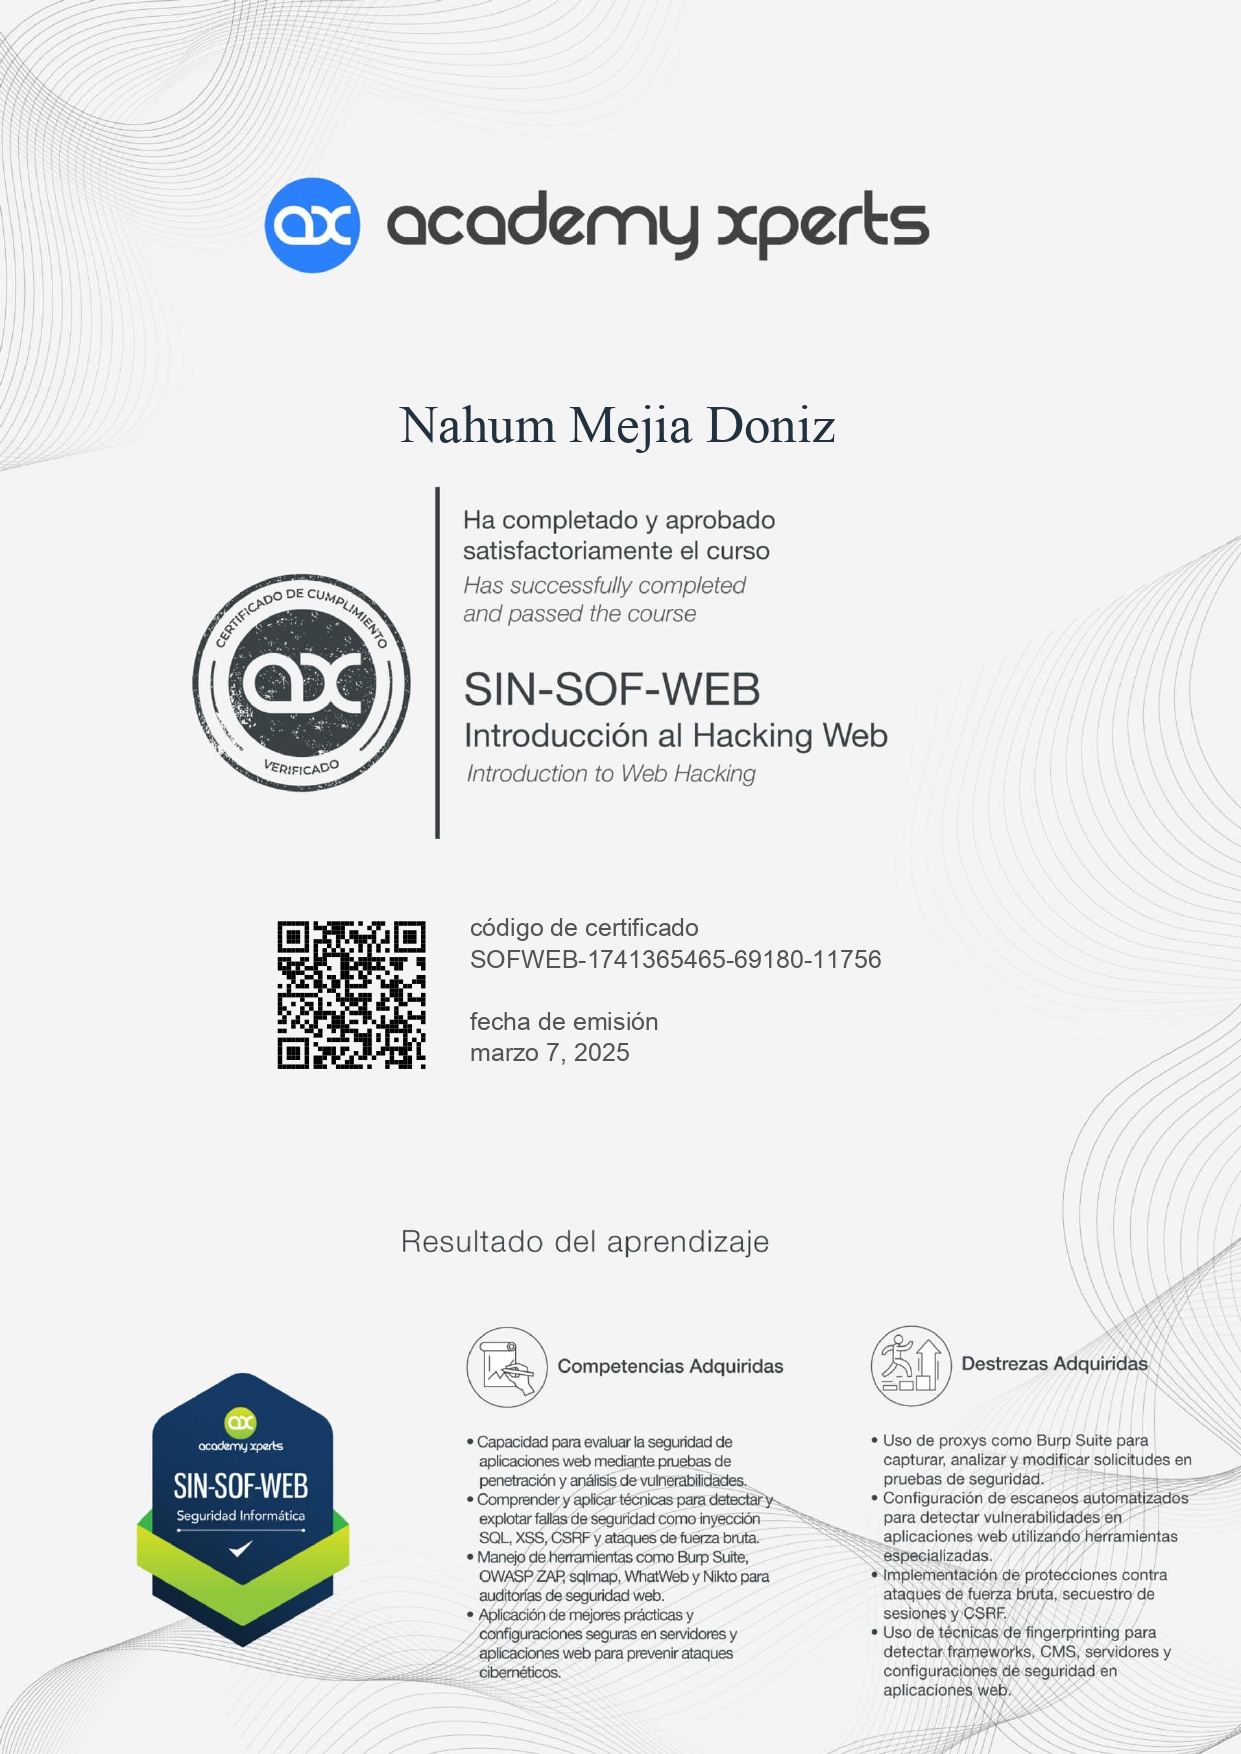 ax academy xperts
Nahum Mejia Doniz
Ha completado y aprobado
satisfactoriamente el curso
Has successfully completed
and passed the course
CERTIFICADO DE CUMPLIMIENTO
ax
VERIFICADO
SIN-SOF-WEB
Introducción al Hacking Web
Introduction to Web Hacking
código de certificado
SOFWEB-1741365465-69180-11756
fecha de emisión
marzo 7, 2025
Resultado del aprendizaje
ax
academy xperts
SIN-SOF-WEB
Seguridad Informática
Competencias Adquiridas
• Capacidad para evaluar la seguridad de
aplicaciones web mediante pruebas de
penetración y análisis de vulnerabilidades.
• Comprender y aplicar técnicas para detectar y
explotar fallas de seguridad como inyección
SQL, XSS, CSRF y ataques de fuerza bruta.
• Manejo de herramientas como Burp Suite,
OWASP ZAP, sqlmap, WhatWeb y Nikto para
auditorías de seguridad web.
• Aplicación de mejores prácticas y
configuraciones seguras en servidores y
aplicaciones web para prevenir ataques
cibernéticos.
Destrezas Adquiridas
• Uso de proxys como Burp Suite para
capturar, analizar y modificar solicitudes en
pruebas de seguridad.
• Configuración de escaneos automatizados
para detectar vulnerabilidades en
aplicaciones web utilizando herramientas
especializadas.
• Implementación de protecciones contra
ataques de fuerza bruta, secuestro de
sesiones y CSRF.
• Uso de técnicas de fingerprinting para
detectar frameworks, CMS, servidores y
configuraciones de seguridad en
aplicaciones web.